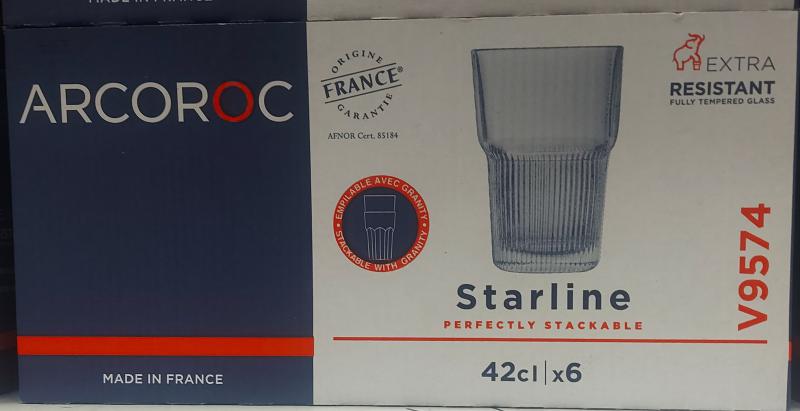 MADE IN FRANCE
ARCOROC
ORIGINE
FRANCE®
GARANTIE
AFNOR Cert. 85184
EXTRA
RESISTANT
FULLY TEMPERED GLASS
• EMPILABLE AVEC GRANITY •
STACKABLE WITH GRANITY
V9574
Starline
PERFECTLY STACKABLE
42cl|x6
MADE IN FRANCE